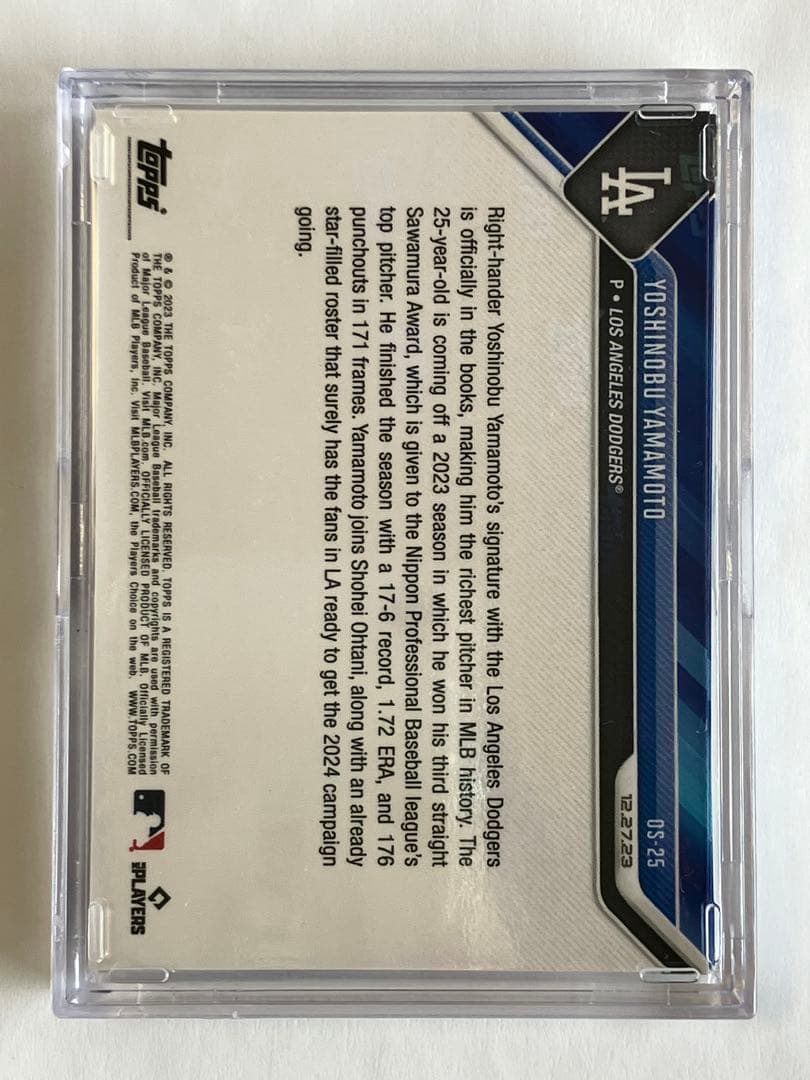 LA
YOSHINOBU YAMAMOTO
OS-25
P • LOS ANGELES DODGERS®
12.27.23
Right-hander Yoshinobu Yamamoto's signature with the Los Angeles Dodgers
is officially in the books, making him the richest pitcher in MLB history. The
25-year-old is coming off a 2023 season in which he won his third straight
Sawamura Award, which is given to the Nippon Professional Baseball league's
top pitcher. He finished the season with a 17-6 record, 1.72 ERA, and 176
punchouts in 171 frames. Yamamoto joins Shohei Ohtani, along with an already
star-filled roster that surely has the fans in LA ready to get the 2024 campaign
going.
topps
® & © 2023 THE TOPPS COMPANY, INC. ALL RIGHTS RESERVED. TOPPS IS A REGISTERED TRADEMARK OF
THE TOPPS COMPANY, INC. Major League Baseball trademarks and copyrights are used with permission
of Major League Baseball. Visit MLB.com. OFFICIALLY LICENSED PRODUCT OF MLB. Officially Licensed
Product of MLB Players, Inc. Visit MLBPLAYERS.COM, the Players Choice on the web. WWW.TOPPS.COM
MLB PLAYERS